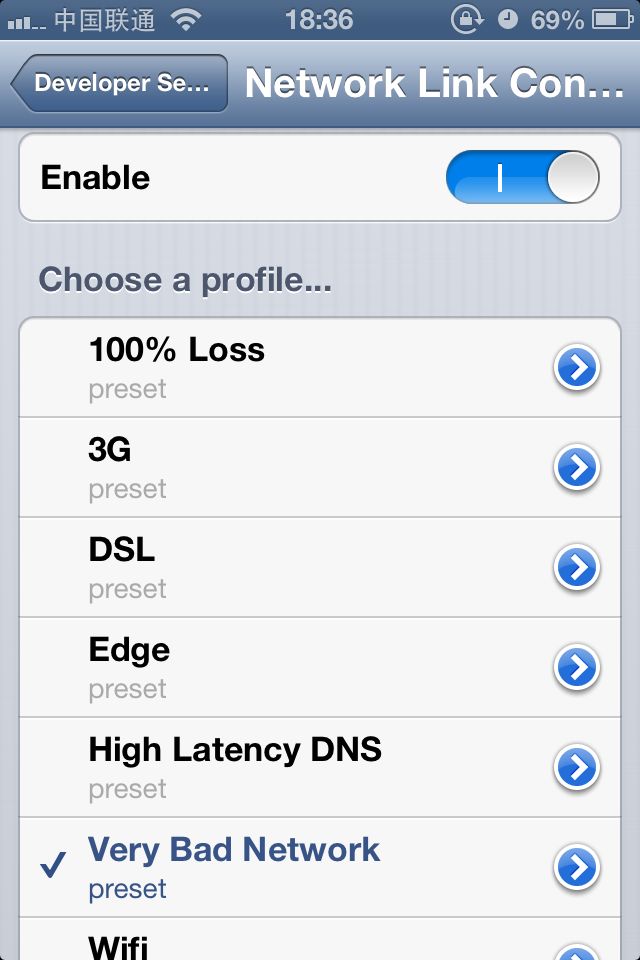 中国联通 18:36 69%
Developer Se... Network Link Con...
Enable
Choose a profile...
100% Loss
preset
3G
preset
DSL
preset
Edge
preset
High Latency DNS
preset
Very Bad Network
preset
Wifi